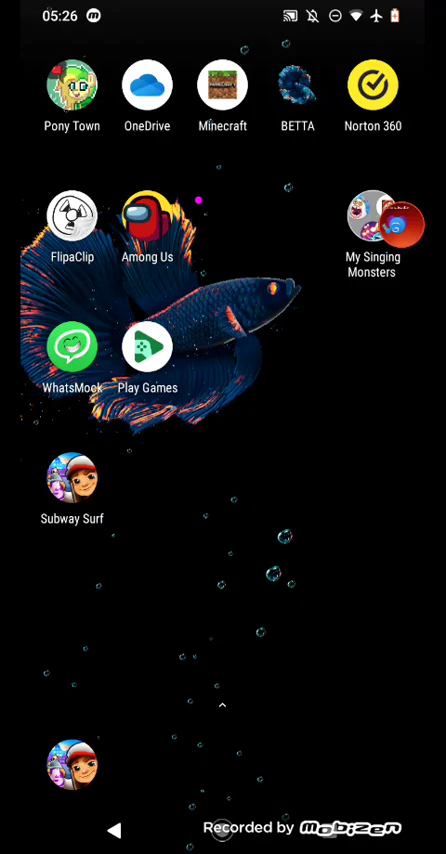 05:26
Pony Town
OneDrive
Minecraft
BETTA
Norton 360
FlipaClip
Among Us
My Singing
Monsters
WhatsMock
Play Games
Subway Surf
Recorded by Mobizen